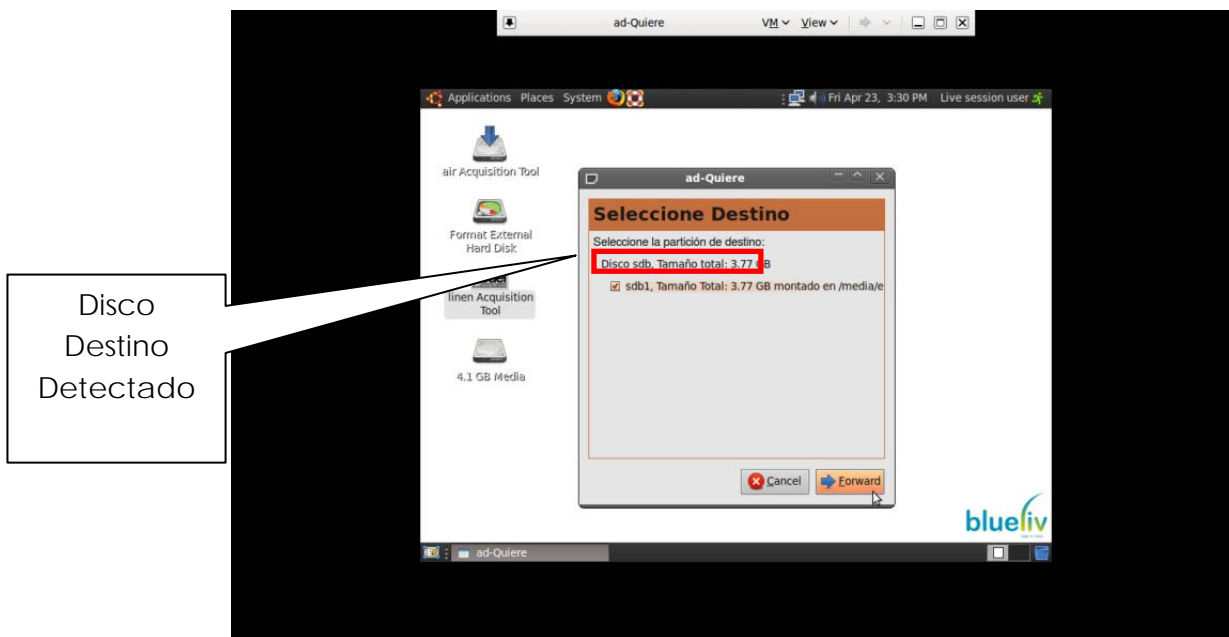 ad-Quiere
VM View
Applications Places System
Fri Apr 23, 3:30 PM Live session user
air Acquisition Tool
Format External
Hard Disk
linen Acquisition
Tool
4.1 GB Media
ad-Quiere
Seleccione Destino
Seleccione la partición de destino:
Disco sdb, Tamaño total: 3.77 GB
sdb1, Tamaño Total: 3.77 GB montado en /media/e
Cancel
Forward
Disco
Destino
Detectado
blueliv
ad-Quiere